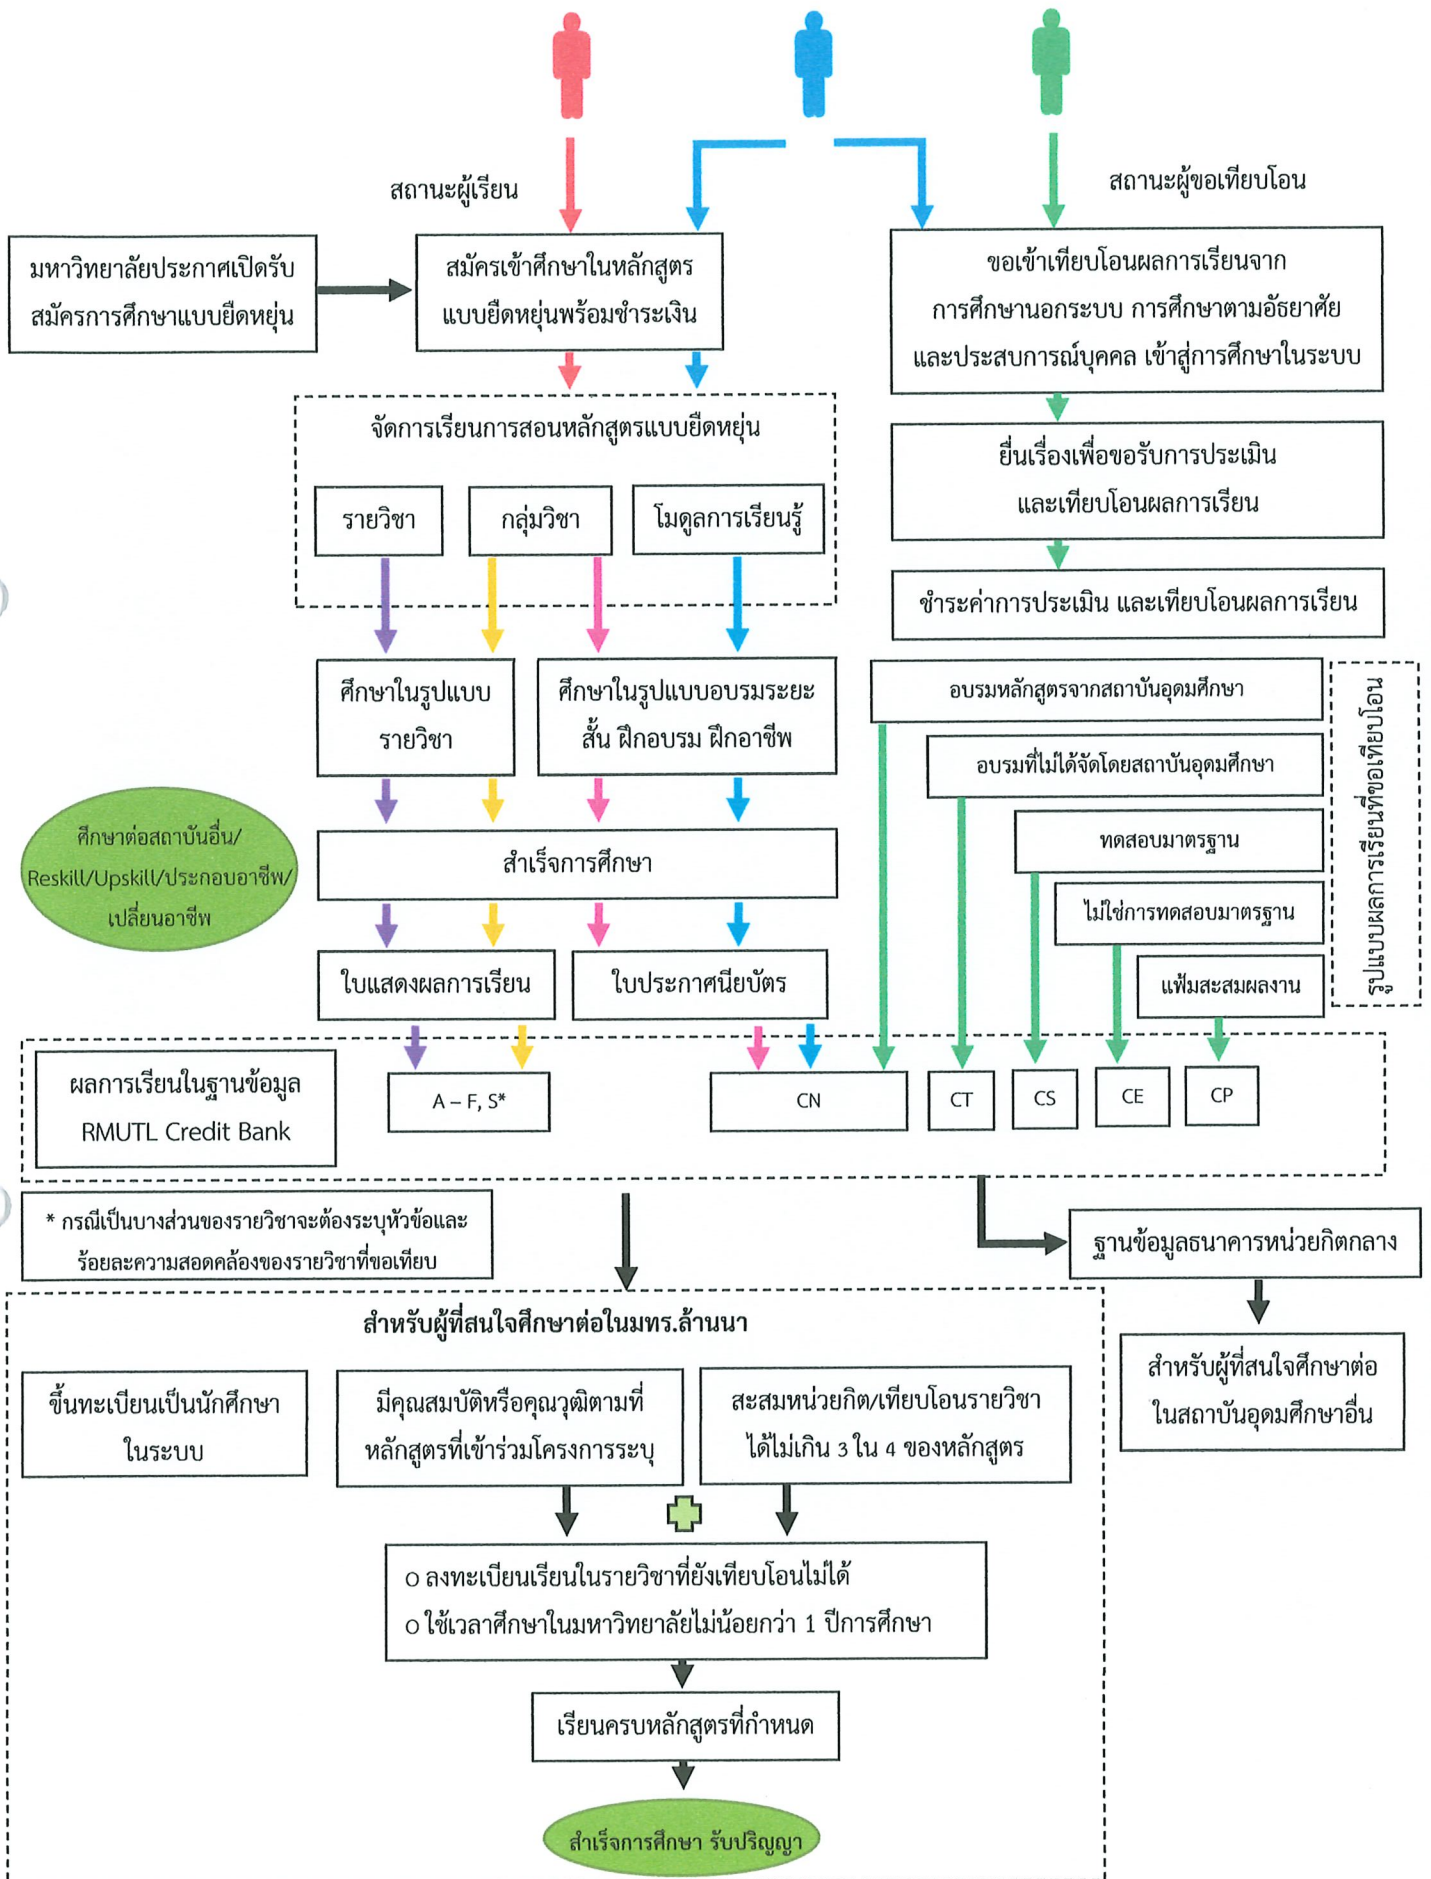 สถานะผู้เรียน
สถานะผู้ขอเทียบโอน
มหาวิทยาลัยประกาศเปิดรับ
สมัครการศึกษาแบบยืดหยุ่น
สมัครเข้าศึกษาในหลักสูตร
แบบยืดหยุ่นพร้อมชำระเงิน
ขอเข้าเทียบโอนผลการเรียนจาก
การศึกษานอกระบบ การศึกษาตามอัธยาศัย
และประสบการณ์บุคคล เข้าสู่การศึกษาในระบบ
จัดการเรียนการสอนหลักสูตรแบบยืดหยุ่น
รายวิชา
กลุ่มวิชา
โมดูลการเรียนรู้
ยื่นเรื่องเพื่อขอรับการประเมิน
และเทียบโอนผลการเรียน
ชำระค่าการประเมิน และเทียบโอนผลการเรียน
ศึกษาในรูปแบบ
รายวิชา
ศึกษาในรูปแบบอบรมระยะ
สั้น ฝึกอบรม ฝึกอาชีพ
อบรมหลักสูตรจากสถาบันอุดมศึกษา
อบรมที่ไม่ได้จัดโดยสถาบันอุดมศึกษา
ทดสอบมาตรฐาน
ไม่ใช่การทดสอบมาตรฐาน
แฟ้มสะสมผลงาน
รูปแบบผลการเรียนที่ขอเทียบโอน
ศึกษาต่อสถาบันอื่น/
Reskill/Upskill/ประกอบอาชีพ/
เปลี่ยนอาชีพ
สำเร็จการศึกษา
ใบแสดงผลการเรียน
ใบประกาศนียบัตร
ผลการเรียนในฐานข้อมูล
RMUTL Credit Bank
A – F, S*
CN
CT
CS
CE
CP
* กรณีเป็นบางส่วนของรายวิชาจะต้องระบุหัวข้อและ
ร้อยละความสอดคล้องของรายวิชาที่ขอเทียบ
ฐานข้อมูลธนาคารหน่วยกิตกลาง
สำหรับผู้ที่สนใจศึกษาต่อ
ในสถาบันอุดมศึกษาอื่น
สำหรับผู้ที่สนใจศึกษาต่อในมทร.ล้านนา
ขึ้นทะเบียนเป็นนักศึกษา
ในระบบ
มีคุณสมบัติหรือคุณวุฒิตามที่
หลักสูตรที่เข้าร่วมโครงการระบุ
สะสมหน่วยกิต/เทียบโอนรายวิชา
ได้ไม่เกิน 3 ใน 4 ของหลักสูตร
o ลงทะเบียนเรียนในรายวิชาที่ยังเทียบโอนไม่ได้
o ใช้เวลาศึกษาในมหาวิทยาลัยไม่น้อยกว่า 1 ปีการศึกษา
เรียนครบหลักสูตรที่กำหนด
สำเร็จการศึกษา รับปริญญา